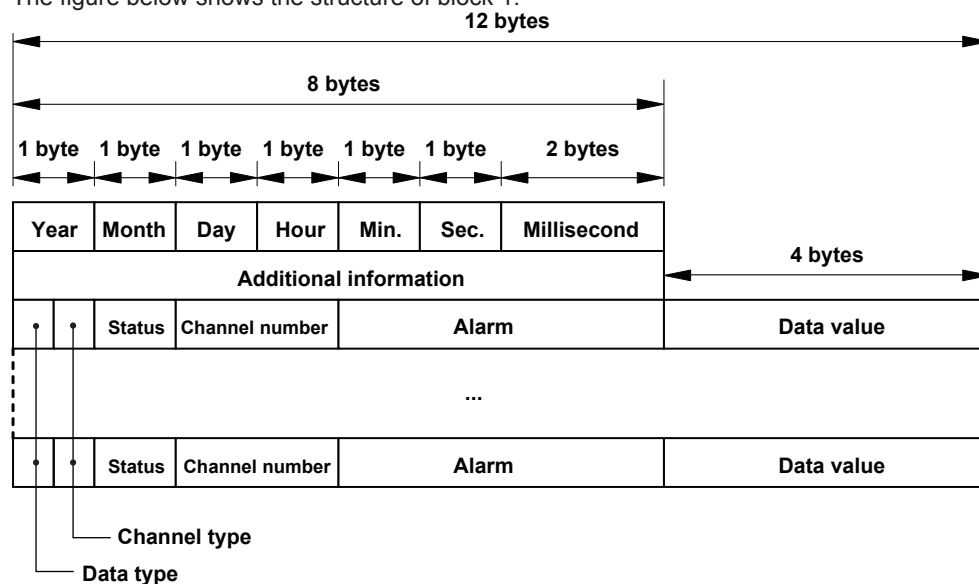 The figure below shows the structure of block 1.
12 bytes
8 bytes
1 byte 1 byte 1 byte 1 byte 1 byte 1 byte 2 bytes
Year Month Day Hour Min. Sec. Millisecond
4 bytes
Additional information
Status Channel number Alarm Data value
...
Status Channel number Alarm Data value
Channel type
Data type